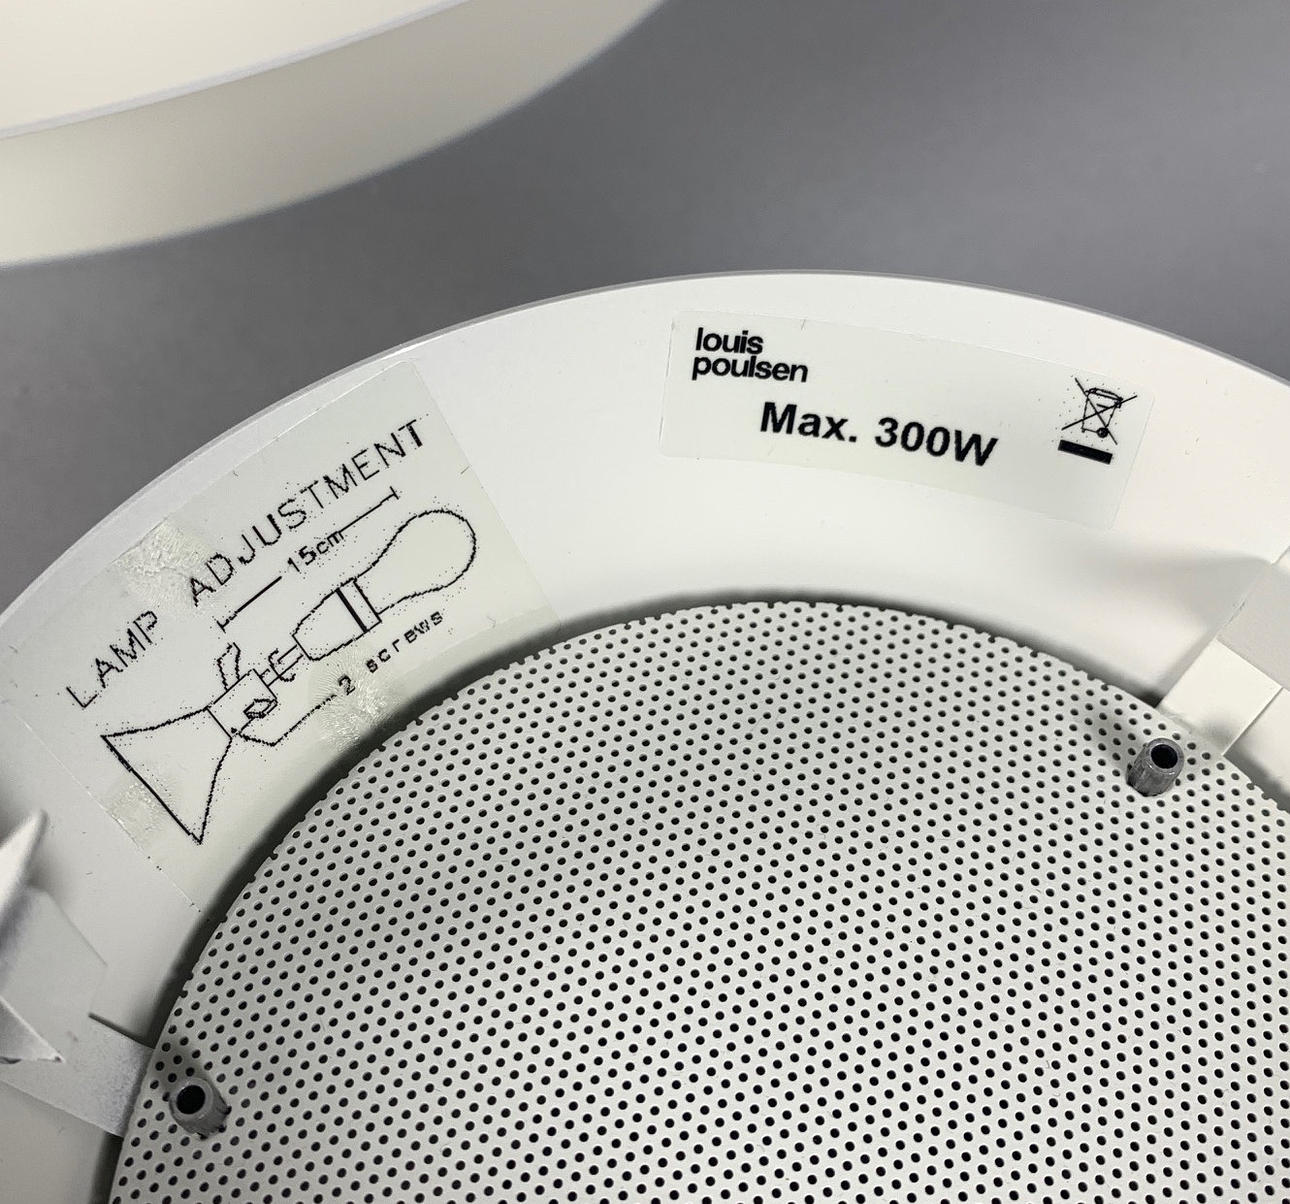 LAMP ADJUSTMENT
15cm
2 screws
louis
poulsen
Max. 300W